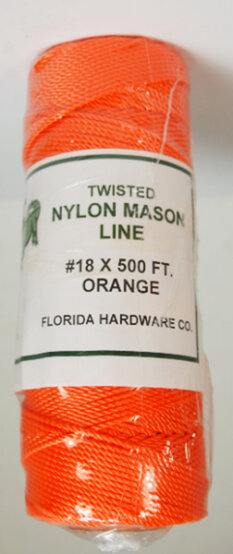 TWISTED
NYLON MASON
LINE
#18 X 500 FT.
ORANGE
FLORIDA HARDWARE CO.